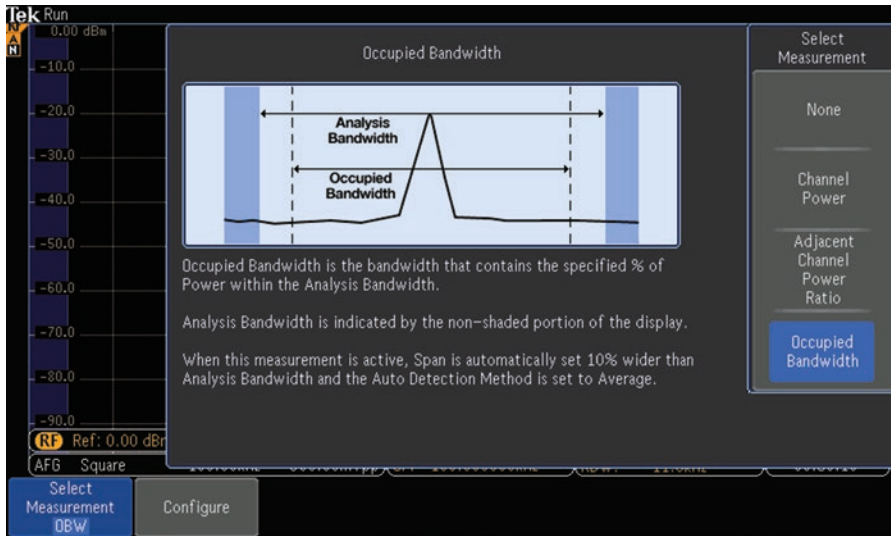 Tek Run
0.00 dBm
-10.0
-20.0
-30.0
-40.0
-50.0
-60.0
-70.0
-80.0
-90.0
RF Ref: 0.00 dBm
AFG Square
Occupied Bandwidth
Analysis
Bandwidth
Occupied
Bandwidth
Occupied Bandwidth is the bandwidth that contains the specified % of
Power within the Analysis Bandwidth.
Analysis Bandwidth is indicated by the non-shaded portion of the display.
When this measurement is active, Span is automatically set 10% wider than
Analysis Bandwidth and the Auto Detection Method is set to Average.
Select
Measurement
None
Channel
Power
Adjacent
Channel
Power
Ratio
Occupied
Bandwidth
Select
Measurement
OBW
Configure